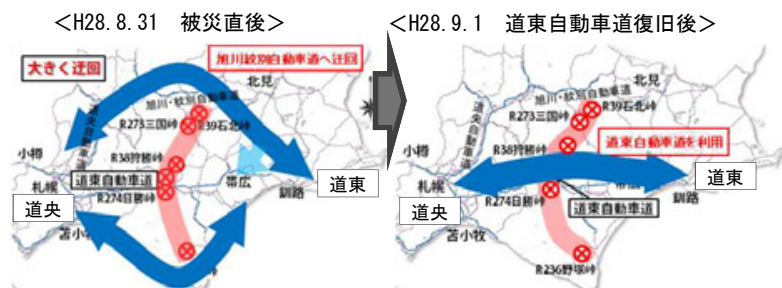 <H28.8.31 被災直後>
<H28.9.1 道東自動車道復旧後>
大きく迂回
旭川紋別自動車道へ迂回
北見
旭川・紋別自動車道
道央自動車道
R273三国峠
R39石北峠
小樽
R38狩勝峠
札幌
道東自動車道
帯広
道東
釧路
道央
R274日勝峠
苫小牧
北見
旭川・紋別自動車道
道央自動車道
R39石北峠
R273三国峠
道東自動車道を利用
小樽
R38狩勝峠
札幌
帯広
道東
釧路
道央
R274日勝峠
道東自動車道
苫小牧
R236野塚峠